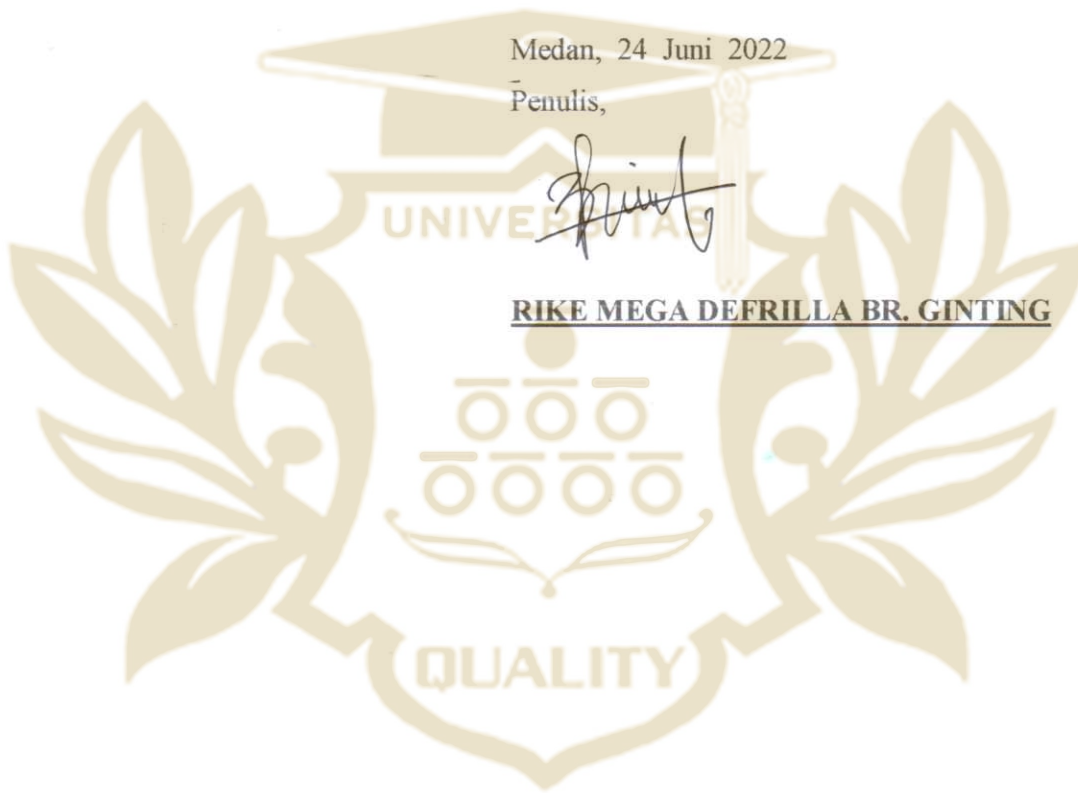 Medan, 24 Juni 2022
Penulis,
UNIVERSITAS
RIKE MEGA DEFRILLA BR. GINTING
QUALITY